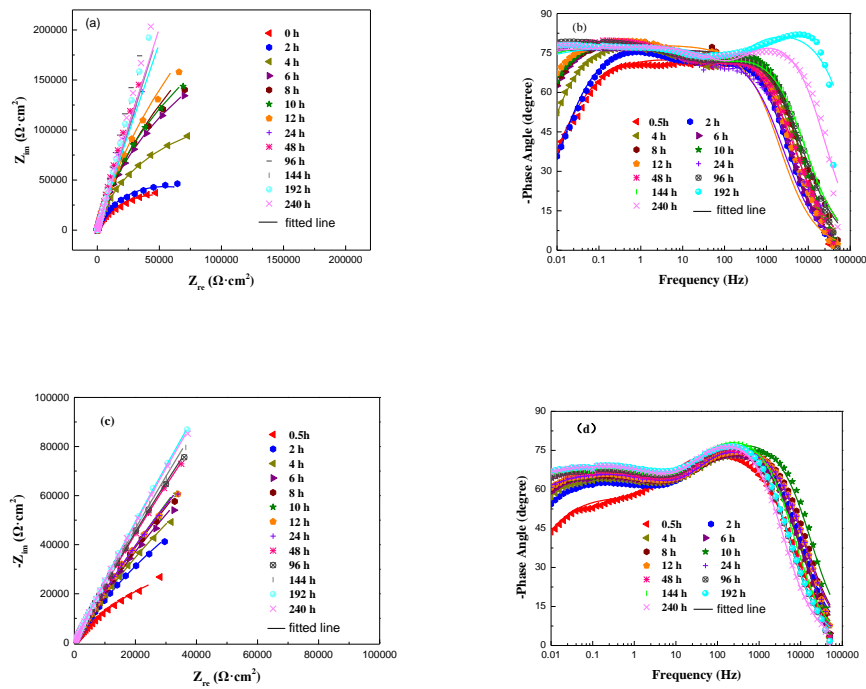 (a)
200000
150000
100000
50000
0
Z_im (Ω·cm²)
0 h
2 h
4 h
6 h
8 h
10 h
12 h
24 h
48 h
96 h
144 h
192 h
240 h
fitted line
0 50000 100000 150000 200000
Z_re (Ω·cm²)
(b)
90
75
60
45
30
15
0
-Phase Angle (degree)
0.5h 2 h
4 h 6 h
8 h 10 h
12 h 24 h
48 h 96 h
144 h 192 h
240 h fitted line
0.01 0.1 1 10 100 1000 10000 100000
Frequency (Hz)
(c)
100000
80000
60000
40000
20000
0
-Z_im (Ω·cm²)
0.5h
2 h
4 h
6 h
8 h
10 h
12 h
24 h
48 h
96 h
144 h
192 h
240 h
fitted line
0 20000 40000 60000 80000 100000
Z_re (Ω·cm²)
(d)
90
75
60
45
30
15
0
-Phase Angle (degree)
0.5h 2 h
4 h 6 h
8 h 10 h
12 h 24 h
48 h 96 h
144 h 192 h
240 h fitted line
0.01 0.1 1 10 100 1000 10000 100000
Frequency (Hz)